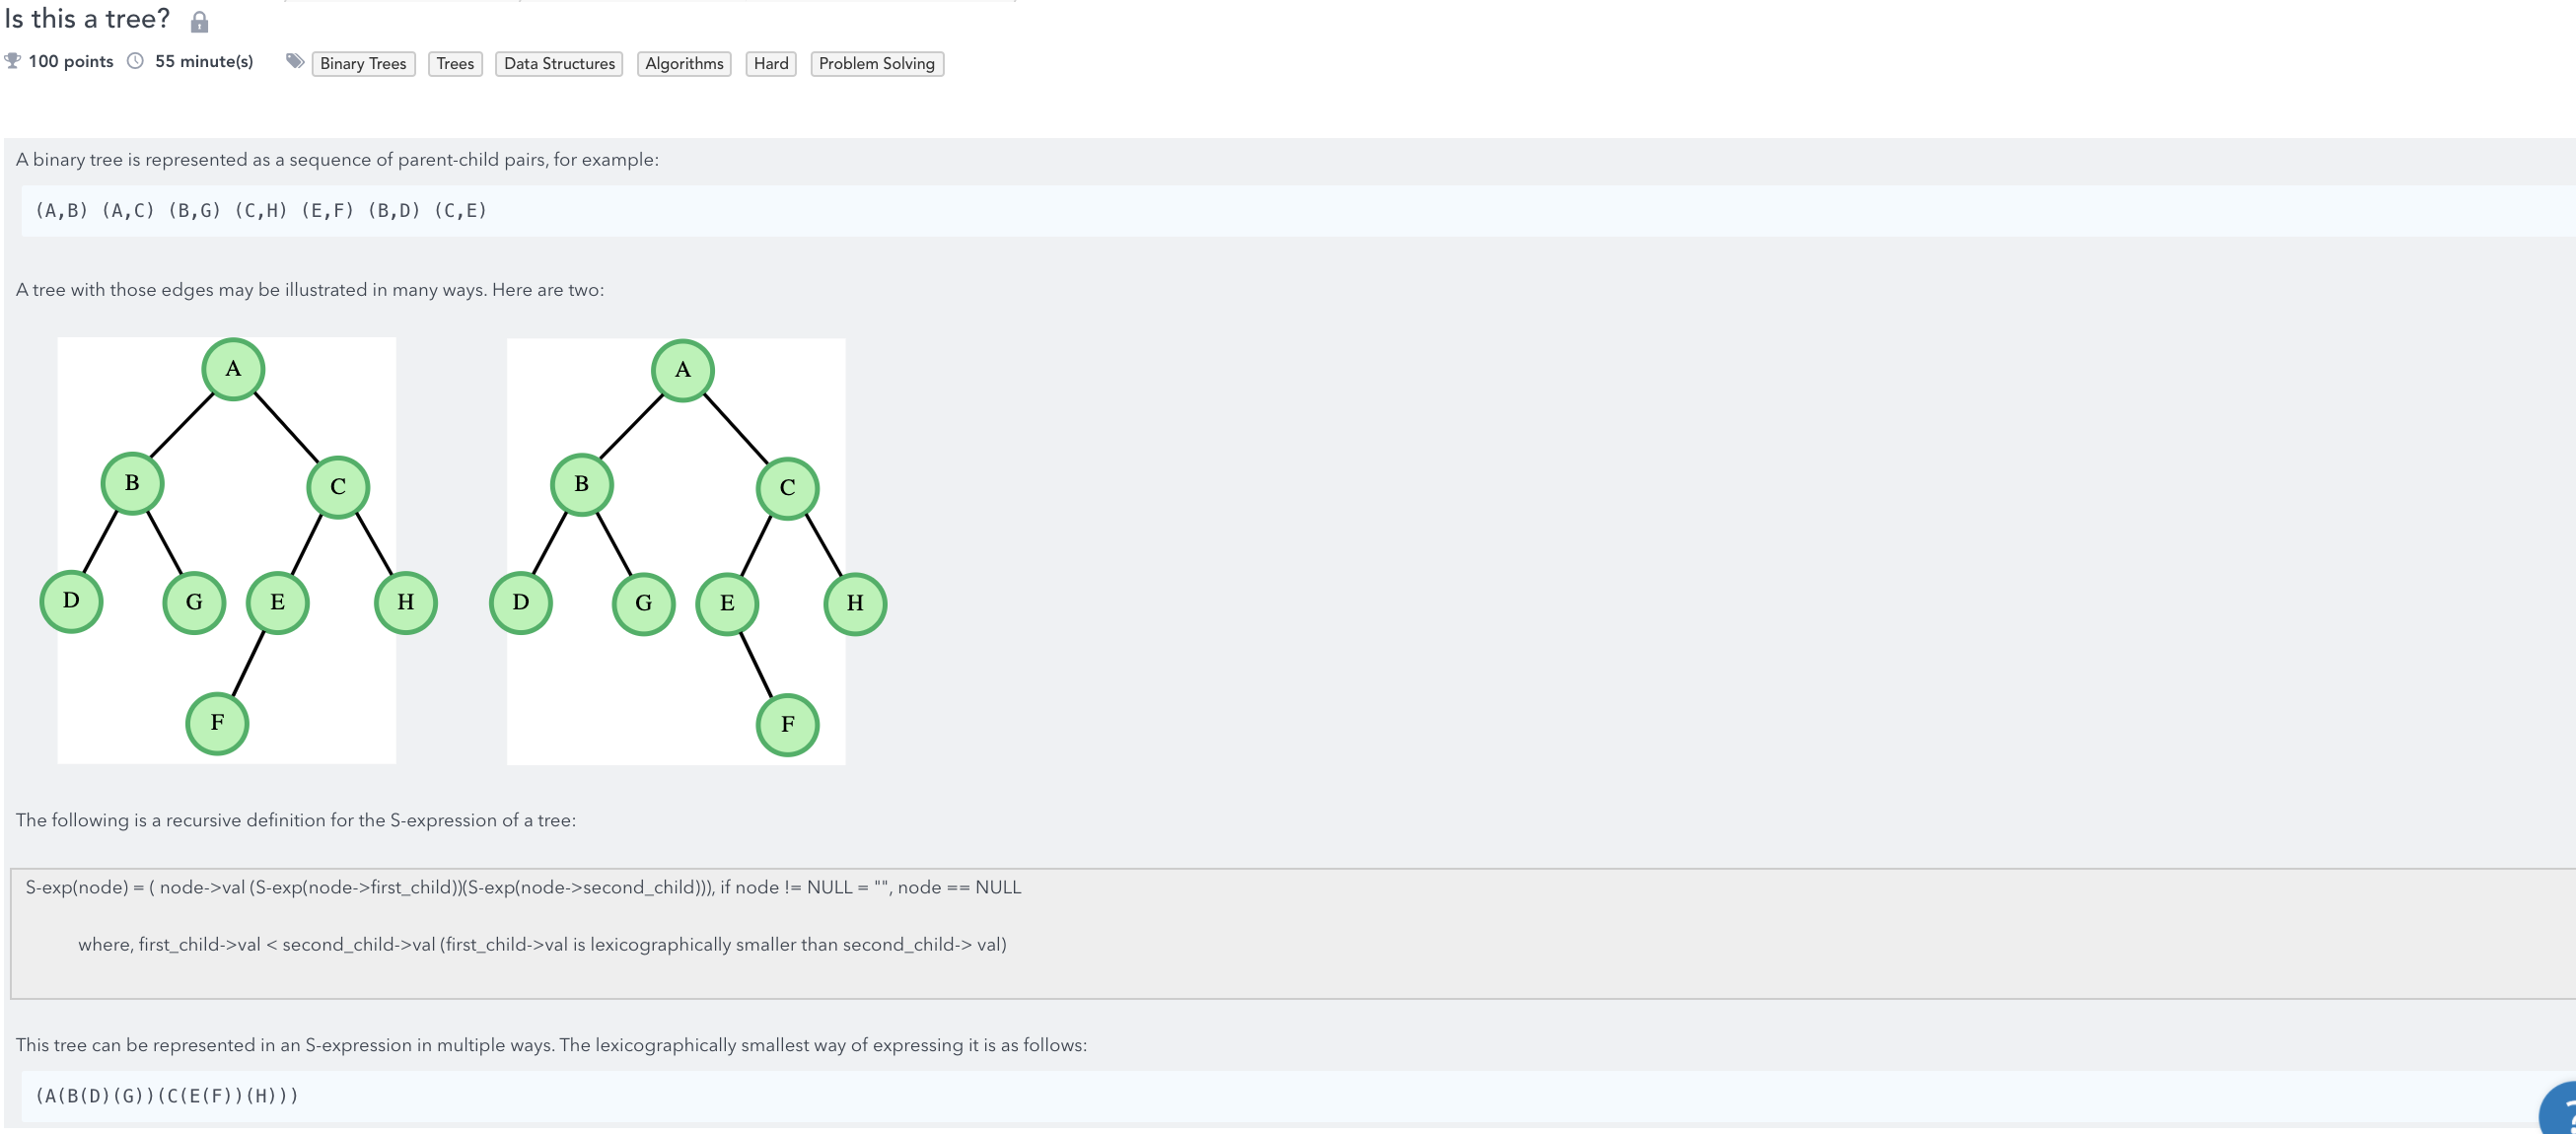 Is this a tree?
100 points 55 minute(s) Binary Trees Trees Data Structures Algorithms Hard Problem Solving
A binary tree is represented as a sequence of parent-child pairs, for example:
(A,B) (A,C) (B,G) (C,H) (E,F) (B,D) (C,E)
A tree with those edges may be illustrated in many ways. Here are two:
A A
B C B C
D G E H D G E H
F F
The following is a recursive definition for the S-expression of a tree:
S-exp(node) = ( node->val (S-exp(node->first_child))(S-exp(node->second_child))), if node != NULL = "", node == NULL
where, first_child->val < second_child->val (first_child->val is lexicographically smaller than second_child-> val)
This tree can be represented in an S-expression in multiple ways. The lexicographically smallest way of expressing it is as follows:
(A(B(D)(G))(C(E(F))(H)))